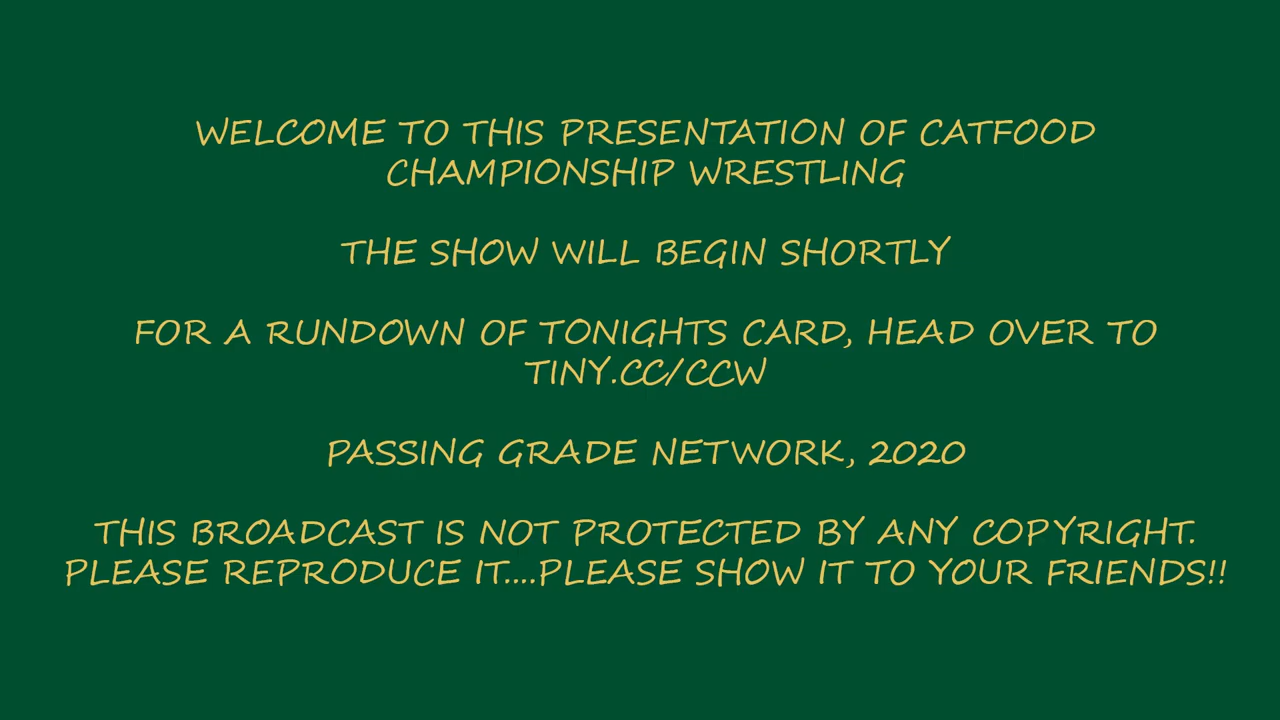 WELCOME TO THIS PRESENTATION OF CATFOOD
CHAMPIONSHIP WRESTLING
THE SHOW WILL BEGIN SHORTLY
FOR A RUNDOWN OF TONIGHTS CARD, HEAD OVER TO
TINY.CC/CCW
PASSING GRADE NETWORK, 2020
THIS BROADCAST IS NOT PROTECTED BY ANY COPYRIGHT.
PLEASE REPRODUCE IT....PLEASE SHOW IT TO YOUR FRIENDS!!